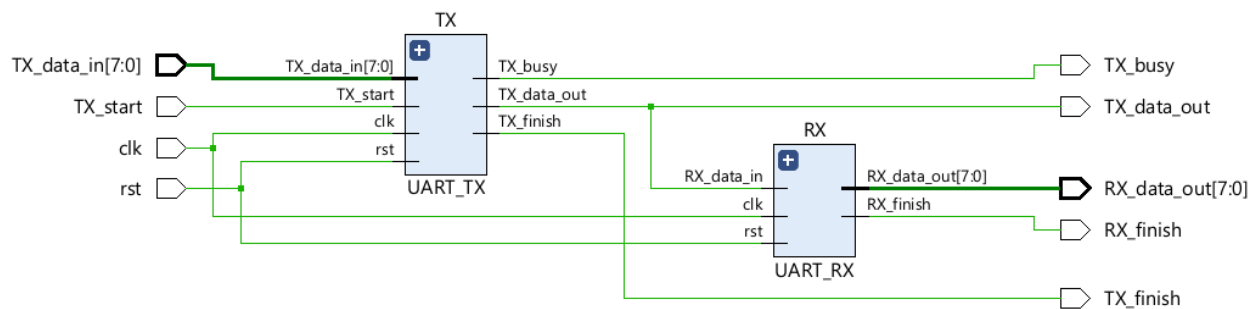 TX
TX_data_in[7:0]
TX_start
clk
rst
TX_data_in[7:0]
TX_start
clk
rst
TX_busy
TX_data_out
TX_finish
UART_TX
RX
RX_data_in
clk
rst
RX_data_out[7:0]
RX_finish
UART_RX
TX_busy
TX_data_out
RX_data_out[7:0]
RX_finish
TX_finish